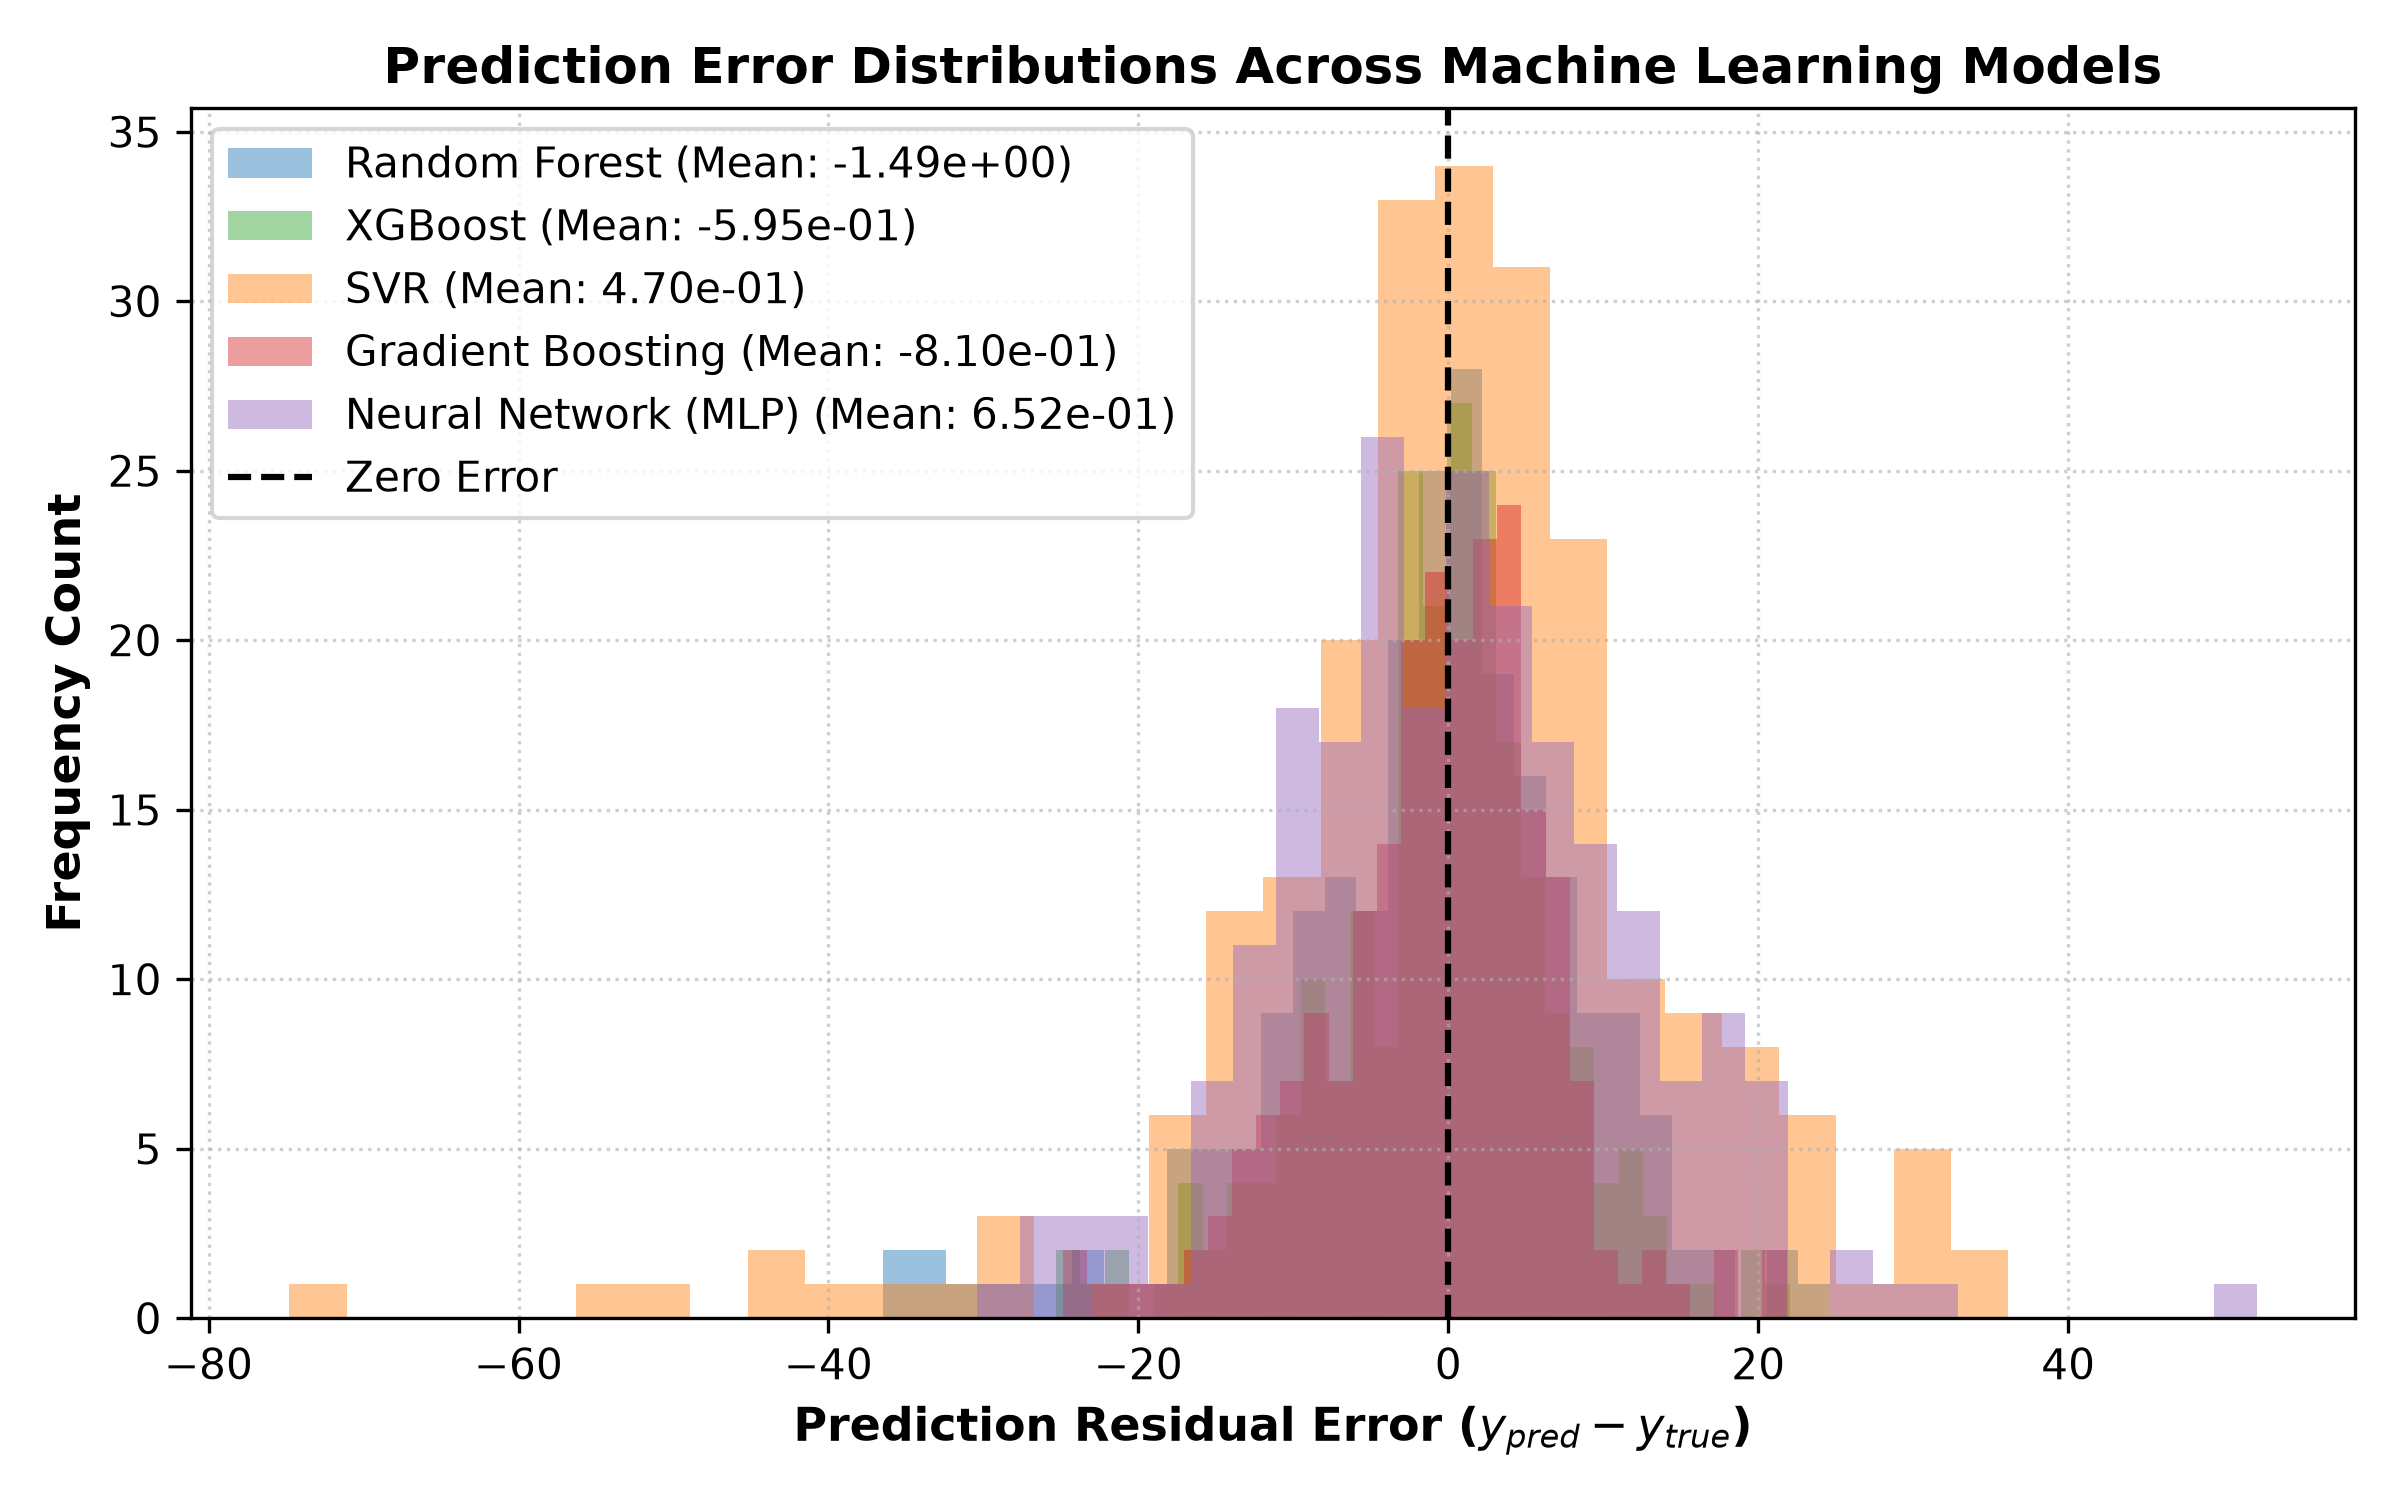 Prediction Error Distributions Across Machine Learning Models
35
30
25
20
15
10
5
0
Frequency Count
Random Forest (Mean: -1.49e+00)
XGBoost (Mean: -5.95e-01)
SVR (Mean: 4.70e-01)
Gradient Boosting (Mean: -8.10e-01)
Neural Network (MLP) (Mean: 6.52e-01)
Zero Error
−80 −60 −40 −20 0 20 40
Prediction Residual Error (y_pred − y_true)